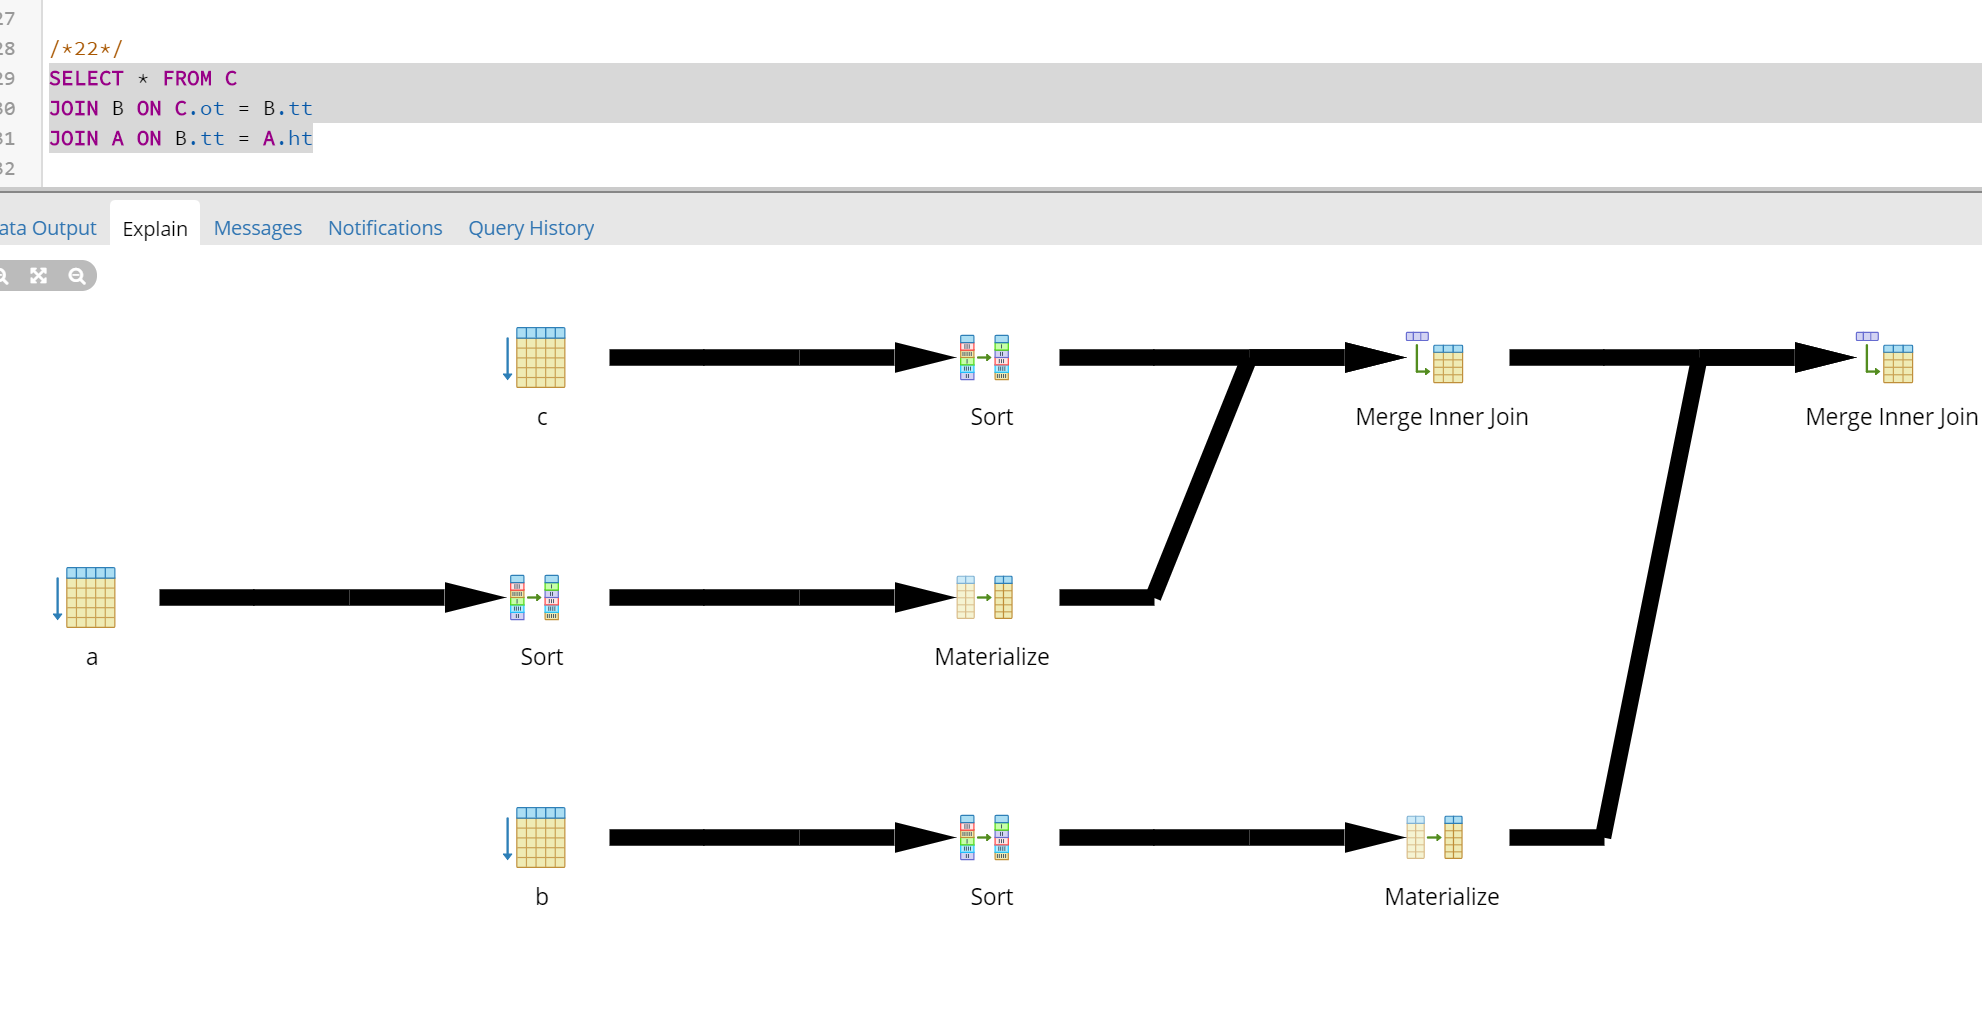 27
28 /*22*/
29 SELECT * FROM C
30 JOIN B ON C.ot = B.tt
31 JOIN A ON B.tt = A.ht
32
ata Output Explain Messages Notifications Query History
c Sort Merge Inner Join Merge Inner Join
a Sort Materialize
b Sort Materialize